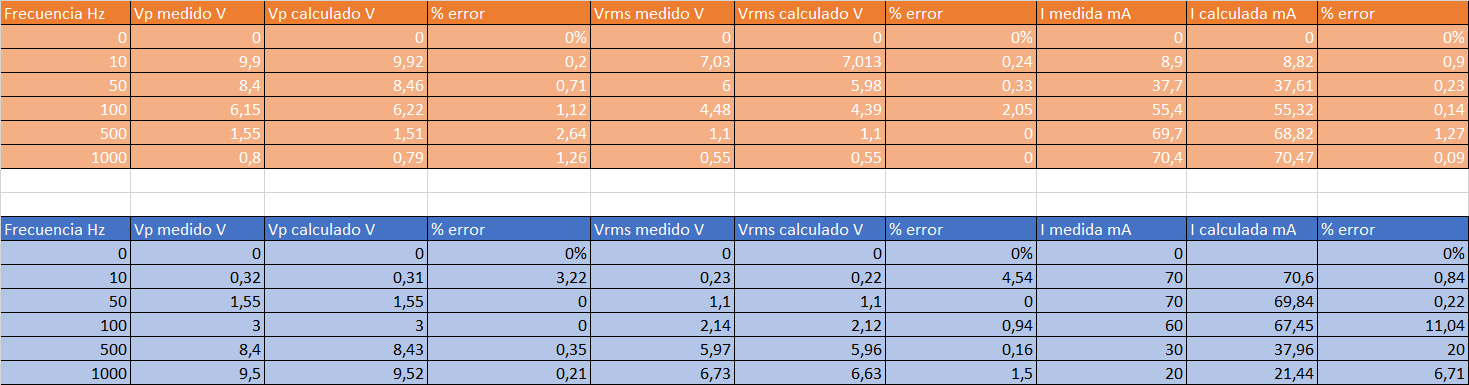 Frecuencia Hz Vp medido V Vp calculado V % error Vrms medido V Vrms calculado V % error I medida mA I calculada mA % error
0 0 0 0% 0 0 0% 0 0 0%
10 9,9 9,92 0,2 7,03 7,013 0,24 8,9 8,82 0,9
50 8,4 8,46 0,71 6 5,98 0,33 37,7 37,61 0,23
100 6,15 6,22 1,12 4,48 4,39 2,05 55,4 55,32 0,14
500 1,55 1,51 2,64 1,1 1,1 0 69,7 68,82 1,27
1000 0,8 0,79 1,26 0,55 0,55 0 70,4 70,47 0,09
Frecuencia Hz Vp medido V Vp calculado V % error Vrms medido V Vrms calculado V % error I medida mA I calculada mA % error
0 0 0 0% 0 0 0% 0 0%
10 0,32 0,31 3,22 0,23 0,22 4,54 70 70,6 0,84
50 1,55 1,55 0 1,1 1,1 0 70 69,84 0,22
100 3 3 0 2,14 2,12 0,94 60 67,45 11,04
500 8,4 8,43 0,35 5,97 5,96 0,16 30 37,96 20
1000 9,5 9,52 0,21 6,73 6,63 1,5 20 21,44 6,71